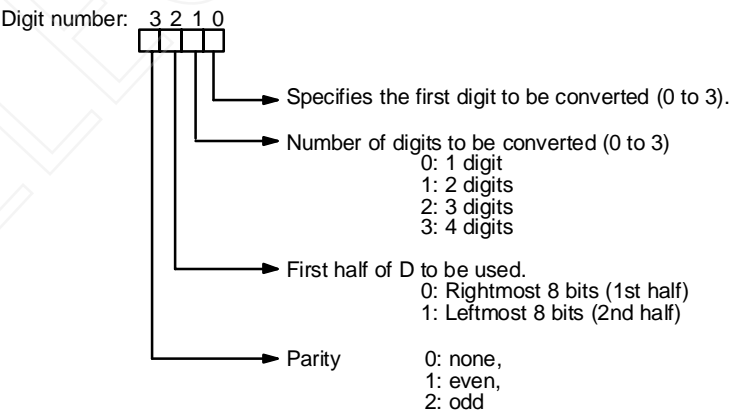 Digit number: 3 2 1 0
Specifies the first digit to be converted (0 to 3).
Number of digits to be converted (0 to 3)
0: 1 digit
1: 2 digits
2: 3 digits
3: 4 digits
First half of D to be used.
0: Rightmost 8 bits (1st half)
1: Leftmost 8 bits (2nd half)
Parity 0: none,
1: even,
2: odd